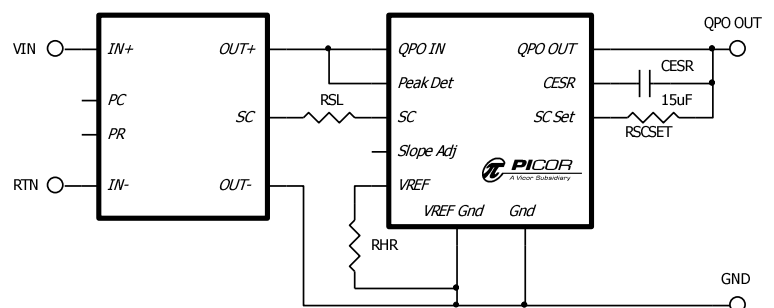 QPO OUT
VIN
IN+
OUT+
QPO IN
QPO OUT
CESR
Peak Det
CESR
PC
RSL
15uF
SC
SC
SC Set
PR
RSCSET
Slope Adj
PICOR
A Vicor Subsidiary
RTN
IN-
OUT-
VREF
VREF Gnd
Gnd
RHR
GND